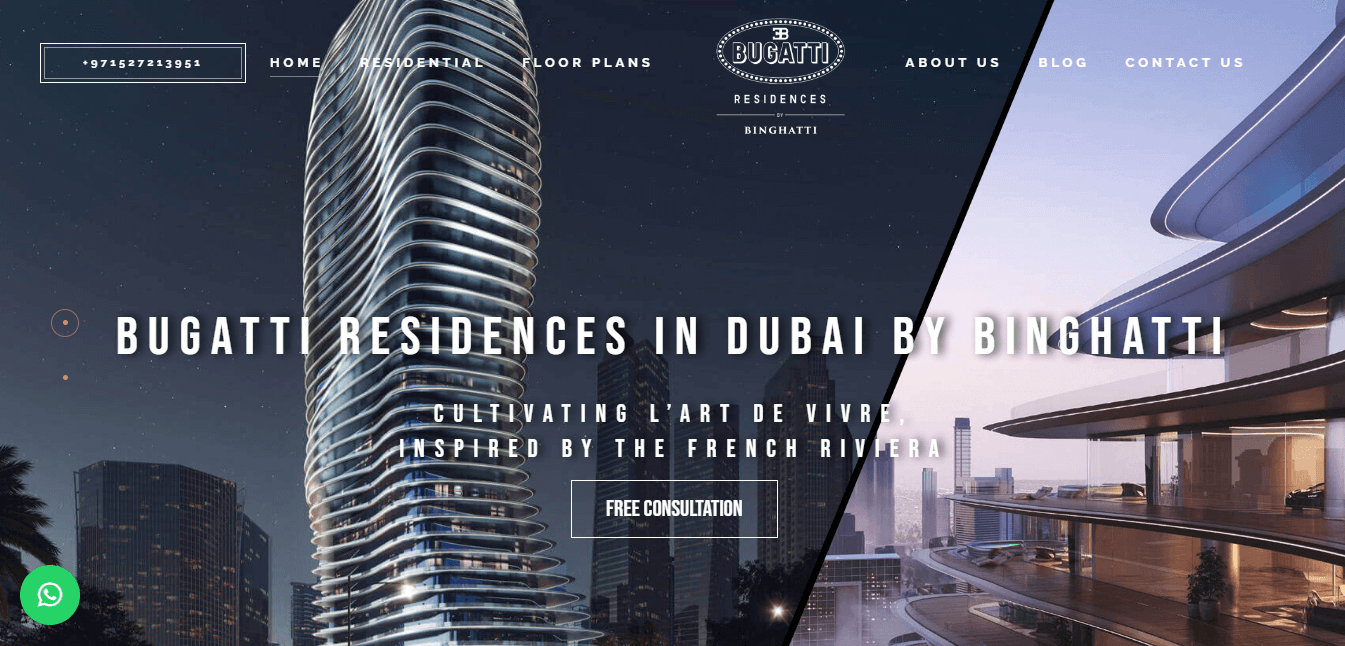 +971527213951
HOME
RESIDENTIAL
FLOOR PLANS
BUGATTI
RESIDENCES
BY
BINGHATTI
ABOUT US
BLOG
CONTACT US
BUGATTI RESIDENCES IN DUBAI BY BINGHATTI
CULTIVATING L’ART DE VIVRE,
INSPIRED BY THE FRENCH RIVIERA
FREE CONSULTATION